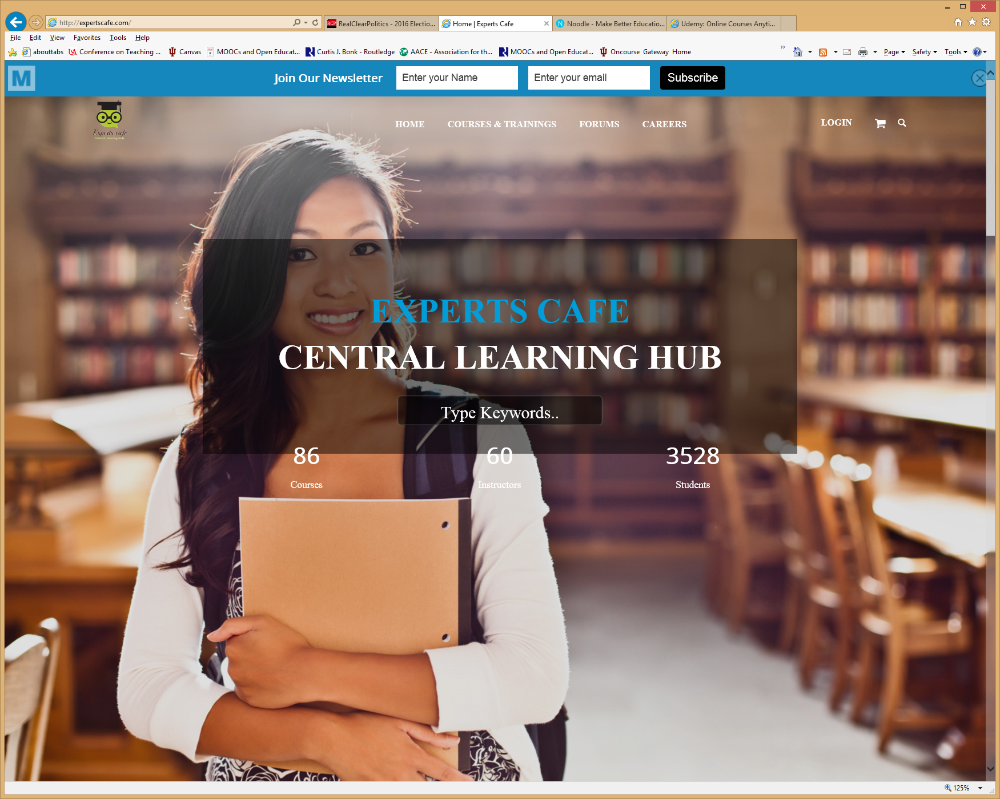 http://expertscafe.com/
RCP RealClearPolitics - 2016 Electio...
Home | Experts Cafe
N Noodle - Make Better Educatio...
Udemy: Online Courses Anyti...
File Edit View Favorites Tools Help
abouttabs Conference on Teaching ... Canvas MOOCs and Open Educat... Curtis J. Bonk - Routledge AACE - Association for th... MOOCs and Open Educat... Oncourse Gateway Home » Page Safety Tools
M Join Our Newsletter Enter your Name Enter your email Subscribe
Experts cafe
Central Learning Hub
HOME COURSES & TRAININGS FORUMS CAREERS LOGIN
EXPERTS CAFE
CENTRAL LEARNING HUB
Type Keywords..
86 60 3528
Courses Instructors Students
125%